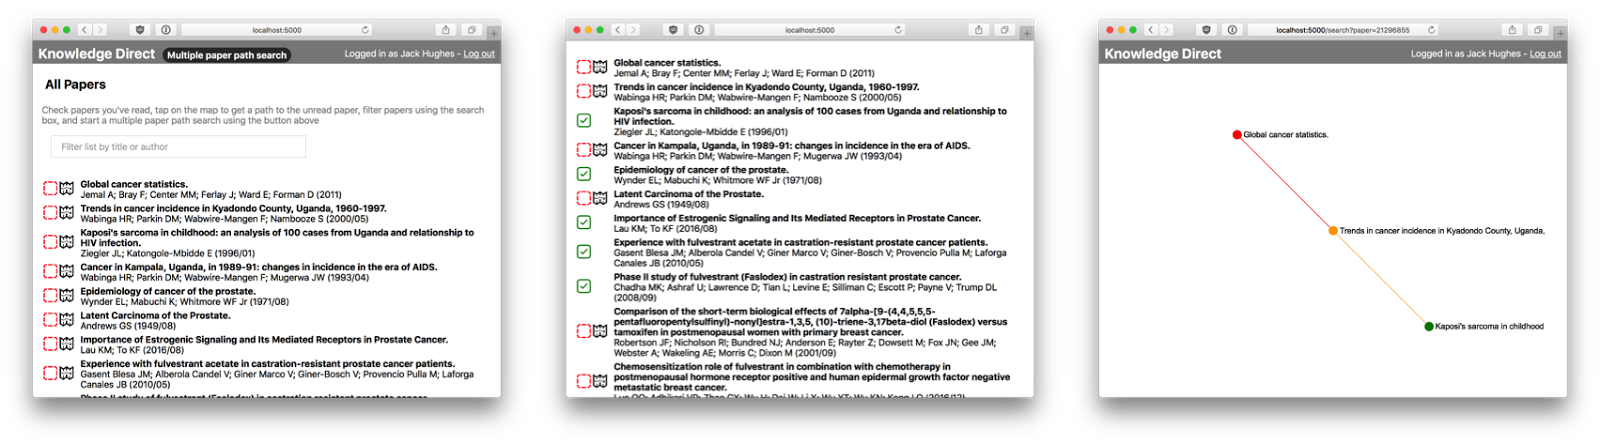 localhost:5000
Knowledge Direct
Multiple paper path search
Logged in as Jack Hughes - Log out
All Papers
Check papers you've read, tap on the map to get a path to the unread paper, filter papers using the search
box, and start a multiple paper path search using the button above
Filter list by title or author
Global cancer statistics.
Jemal A; Bray F; Center MM; Ferlay J; Ward E; Forman D (2011)
Trends in cancer incidence in Kyadondo County, Uganda, 1960-1997.
Wabinga HR; Parkin DM; Wabwire-Mangen F; Nambooze S (2000/05)
Kaposi's sarcoma in childhood: an analysis of 100 cases from Uganda and relationship to
HIV infection.
Ziegler JL; Katongole-Mbidde E (1996/01)
Cancer in Kampala, Uganda, in 1989-91: changes in incidence in the era of AIDS.
Wabinga HR; Parkin DM; Wabwire-Mangen F; Mugerwa JW (1993/04)
Epidemiology of cancer of the prostate.
Wynder EL; Mabuchi K; Whitmore WF Jr (1971/08)
Latent Carcinoma of the Prostate.
Andrews GS (1949/08)
Importance of Estrogenic Signaling and Its Mediated Receptors in Prostate Cancer.
Lau KM; To KF (2016/08)
Experience with fulvestrant acetate in castration-resistant prostate cancer patients.
Gasent Blesa JM; Alberola Candel V; Giner Marco V; Giner-Bosch V; Provencio Pulla M; Laforga
Canales JB (2010/05)
Phase II study of fulvestrant (Faslodex) in castration resistant prostate cancer.
localhost:5000
Global cancer statistics.
Jemal A; Bray F; Center MM; Ferlay J; Ward E; Forman D (2011)
Trends in cancer incidence in Kyadondo County, Uganda, 1960-1997.
Wabinga HR; Parkin DM; Wabwire-Mangen F; Nambooze S (2000/05)
Kaposi's sarcoma in childhood: an analysis of 100 cases from Uganda and relationship to
HIV infection.
Ziegler JL; Katongole-Mbidde E (1996/01)
Cancer in Kampala, Uganda, in 1989-91: changes in incidence in the era of AIDS.
Wabinga HR; Parkin DM; Wabwire-Mangen F; Mugerwa JW (1993/04)
Epidemiology of cancer of the prostate.
Wynder EL; Mabuchi K; Whitmore WF Jr (1971/08)
Latent Carcinoma of the Prostate.
Andrews GS (1949/08)
Importance of Estrogenic Signaling and Its Mediated Receptors in Prostate Cancer.
Lau KM; To KF (2016/08)
Experience with fulvestrant acetate in castration-resistant prostate cancer patients.
Gasent Blesa JM; Alberola Candel V; Giner Marco V; Giner-Bosch V; Provencio Pulla M; Laforga
Canales JB (2010/05)
Phase II study of fulvestrant (Faslodex) in castration resistant prostate cancer.
Chadha MK; Ashraf U; Lawrence D; Tian L; Levine E; Silliman C; Escott P; Payne V; Trump DL
(2008/09)
Comparison of the short-term biological effects of 7alpha-[9-(4,4,5,5,5-
pentafluoropentylsulfinyl)-nonyl]estra-1,3,5, (10)-triene-3,17beta-diol (Faslodex) versus
tamoxifen in postmenopausal women with primary breast cancer.
Robertson JF; Nicholson RI; Bundred NJ; Anderson E; Rayter Z; Dowsett M; Fox JN; Gee JM;
Webster A; Wakeling AE; Morris C; Dixon M (2001/09)
Chemosensitization role of fulvestrant in combination with chemotherapy in
postmenopausal hormone receptor positive and human epidermal growth factor negative
metastatic breast cancer.
localhost:5000/search?paper=21296855
Knowledge Direct
Logged in as Jack Hughes - Log out
Global cancer statistics.
Trends in cancer incidence in Kyadondo County, Uganda,
Kaposi's sarcoma in childhood